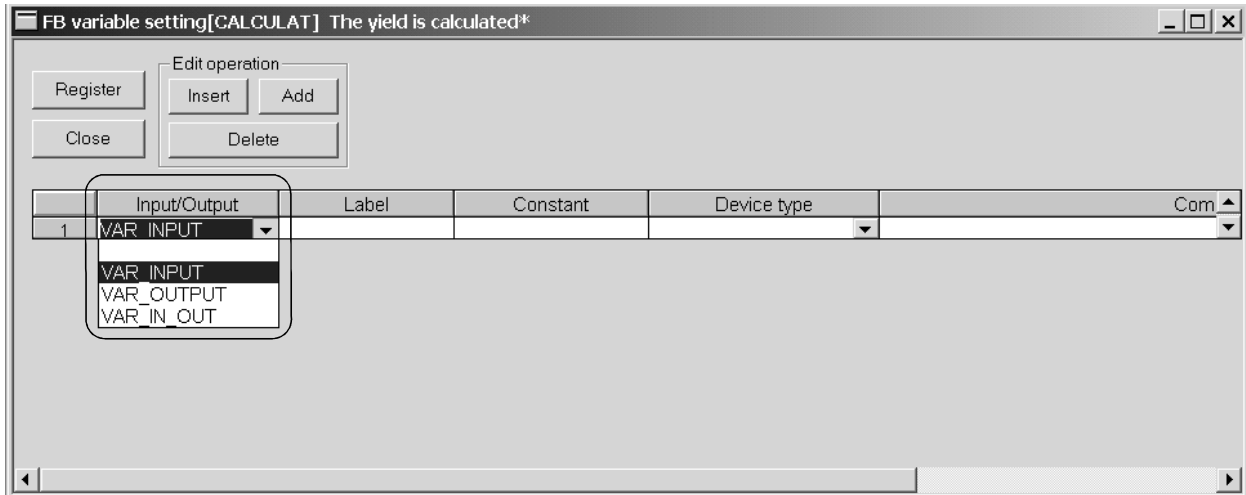 FB variable setting[CALCULAT] The yield is calculated*
Edit operation
Register
Insert
Add
Close
Delete
Input/Output Label Constant Device type Com
1 VAR_INPUT
VAR_INPUT
VAR_OUTPUT
VAR_IN_OUT